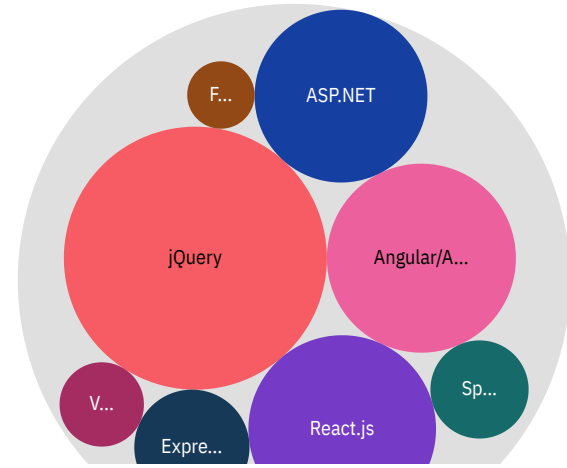 F...
ASP.NET
jQuery
Angular/A...
V...
Sp...
React.js
Expre...